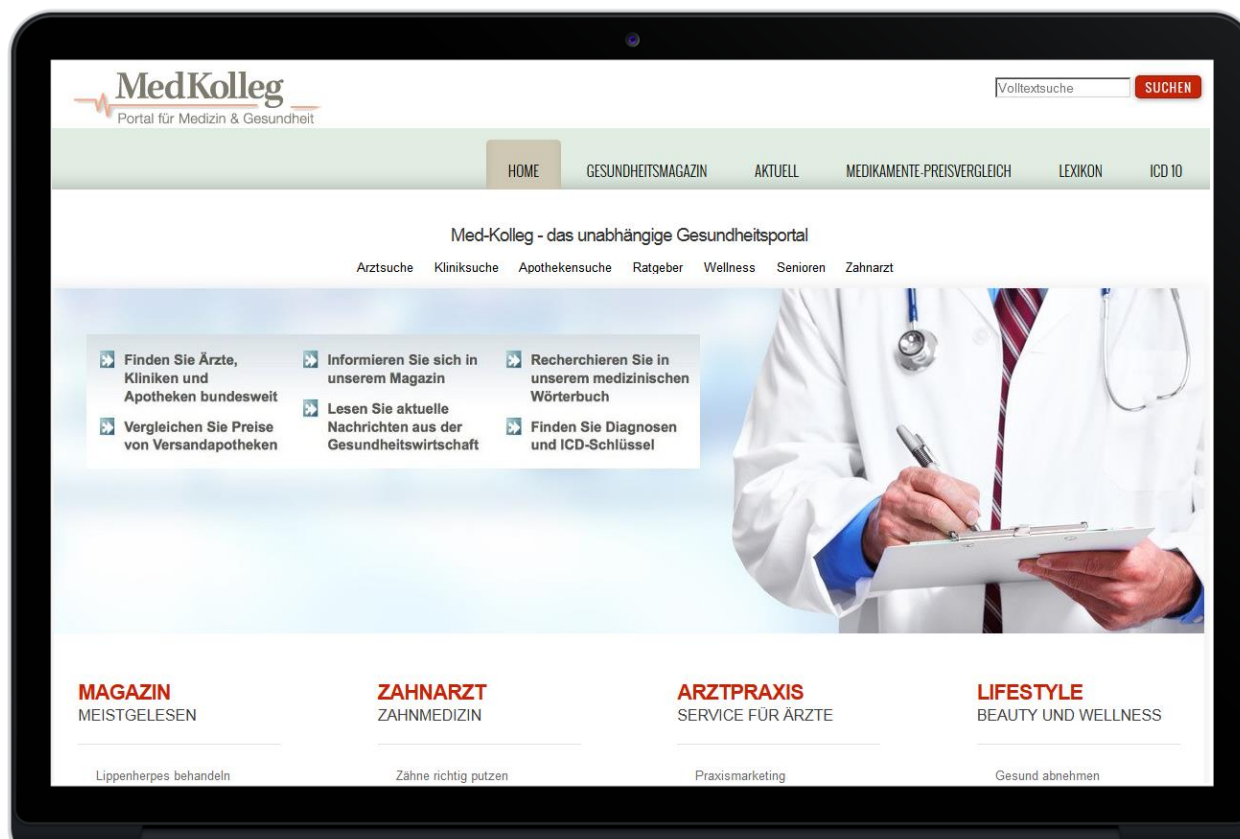 MedKolleg
Portal für Medizin & Gesundheit
Volltextsuche
SUCHEN
HOME
GESUNDHEITSMAGAZIN
AKTUELL
MEDIKAMENTE-PREISVERGLEICH
LEXIKON
ICD 10
Med-Kolleg - das unabhängige Gesundheitsportal
Arztsuche
Kliniksuche
Apothekensuche
Ratgeber
Wellness
Senioren
Zahnarzt
Finden Sie Ärzte,
Kliniken und
Apotheken bundesweit
Vergleichen Sie Preise
von Versandapotheken
Informieren Sie sich in
unserem Magazin
Lesen Sie aktuelle
Nachrichten aus der
Gesundheitswirtschaft
Recherchieren Sie in
unserem medizinischen
Wörterbuch
Finden Sie Diagnosen
und ICD-Schlüssel
MAGAZIN
MEISTGELESEN
Lippenherpes behandeln
ZAHNARZT
ZAHNMEDIZIN
Zähne richtig putzen
ARZTPRAXIS
SERVICE FÜR ÄRZTE
Praxismarketing
LIFESTYLE
BEAUTY UND WELLNESS
Gesund abnehmen